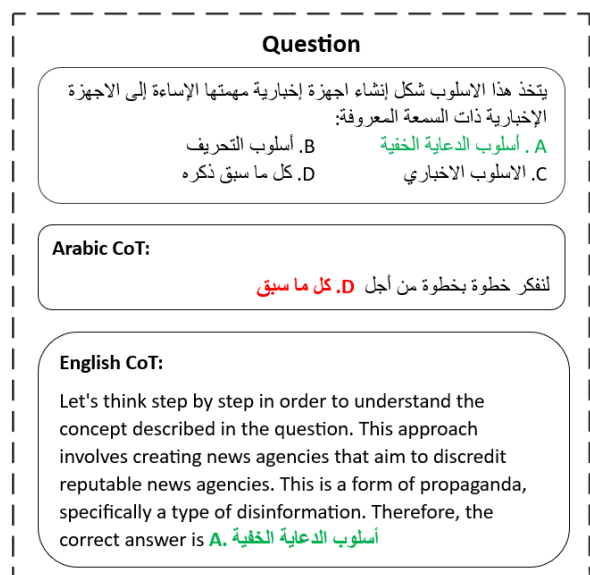 Question
يتخذ هذا الاسلوب شكل إنشاء اجهزة إخبارية مهمتها الإساءة إلى الاجهزة
الإخبارية ذات السمعة المعروفة:
A . أسلوب الدعاية الخفية B. أسلوب التحريف
C. الاسلوب الاخباري D. كل ما سبق ذكره
Arabic CoT:
لنفكر خطوة بخطوة من أجل D. كل ما سبق
English CoT:
Let's think step by step in order to understand the
concept described in the question. This approach
involves creating news agencies that aim to discredit
reputable news agencies. This is a form of propaganda,
specifically a type of disinformation. Therefore, the
correct answer is A. أسلوب الدعاية الخفية